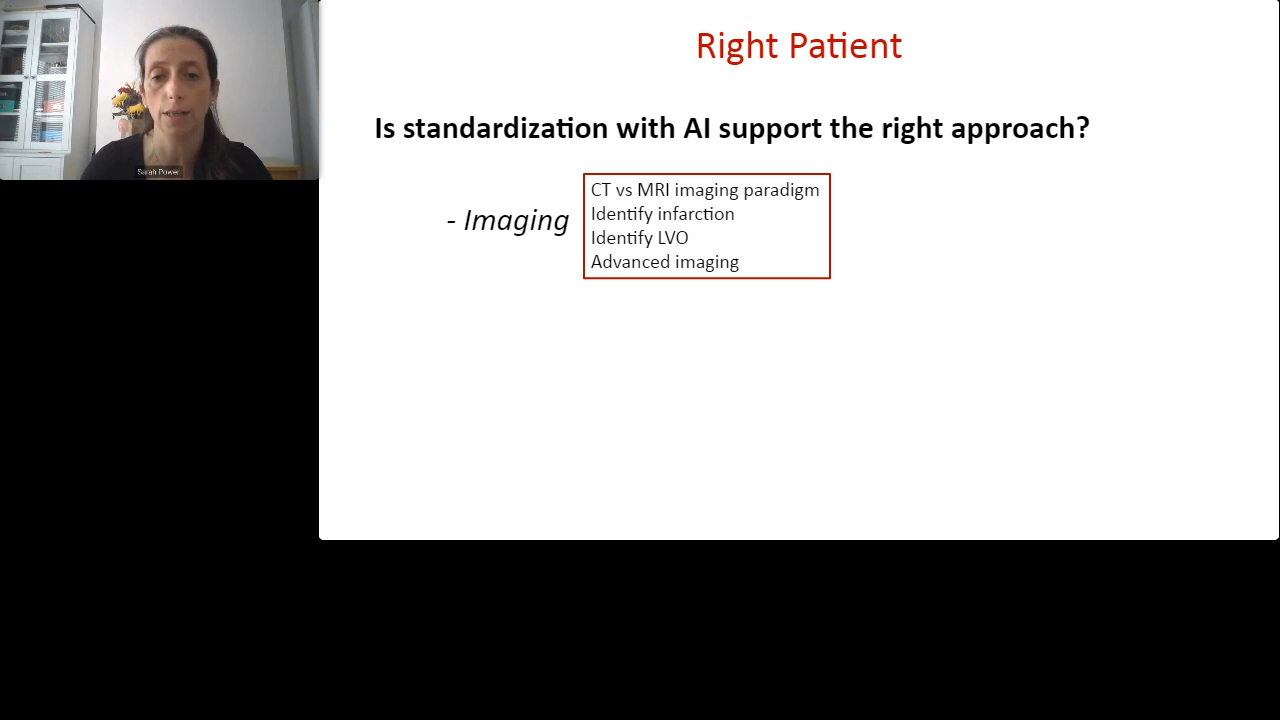 Right Patient
Is standardization with AI support the right approach?
- Imaging
CT vs MRI imaging paradigm
Identify infarction
Identify LVO
Advanced imaging
Sarah Power